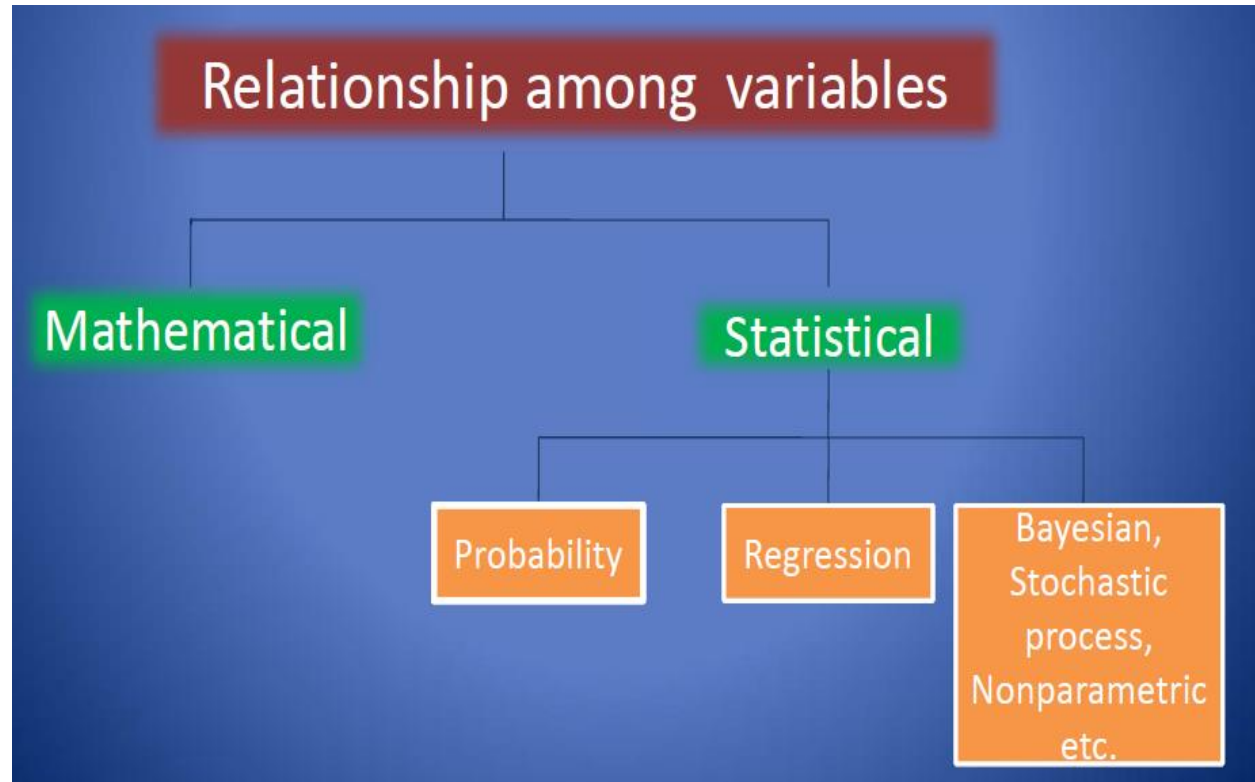 Relationship among variables
Mathematical
Statistical
Probability
Regression
Bayesian,
Stochastic
process,
Nonparametric
etc.